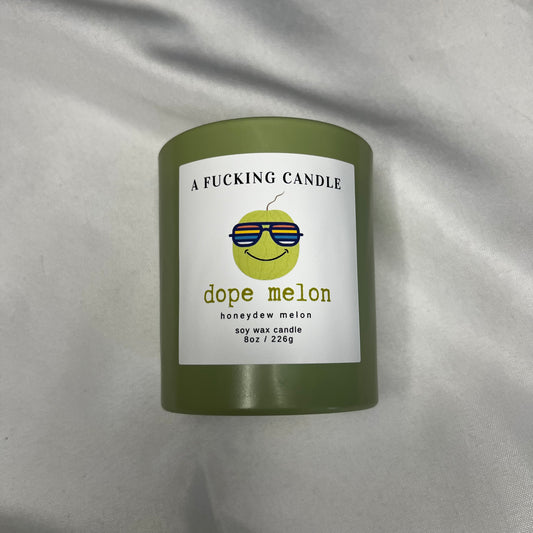 A FUCKING CANDLE
dope melon
honeydew melon
soy wax candle
8oz / 226g